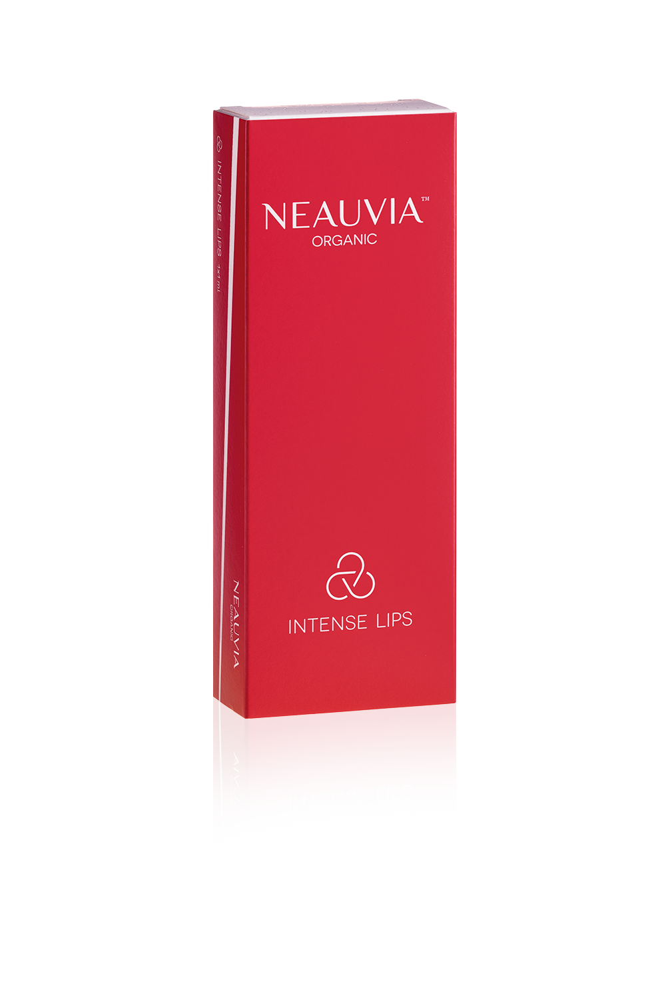 NEAUVIA™
ORGANIC
INTENSE LIPS
INTENSE LIPS 1x1 ml
NEAUVIA
ORGANIC